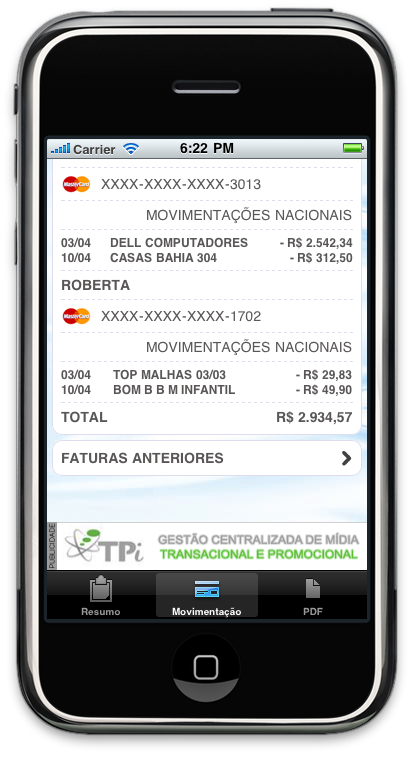 Carrier 6:22 PM
MasterCard XXXX-XXXX-XXXX-3013
MOVIMENTAÇÕES NACIONAIS
03/04 DELL COMPUTADORES - R$ 2.542,34
10/04 CASAS BAHIA 304 - R$ 312,50
ROBERTA
MasterCard XXXX-XXXX-XXXX-1702
MOVIMENTAÇÕES NACIONAIS
03/04 TOP MALHAS 03/03 - R$ 29,83
10/04 BOM B B M INFANTIL - R$ 49,90
TOTAL R$ 2.934,57
FATURAS ANTERIORES
PUBLICIDADE
TPi
GESTÃO CENTRALIZADA DE MÍDIA
TRANSACIONAL E PROMOCIONAL
Resumo Movimentação PDF